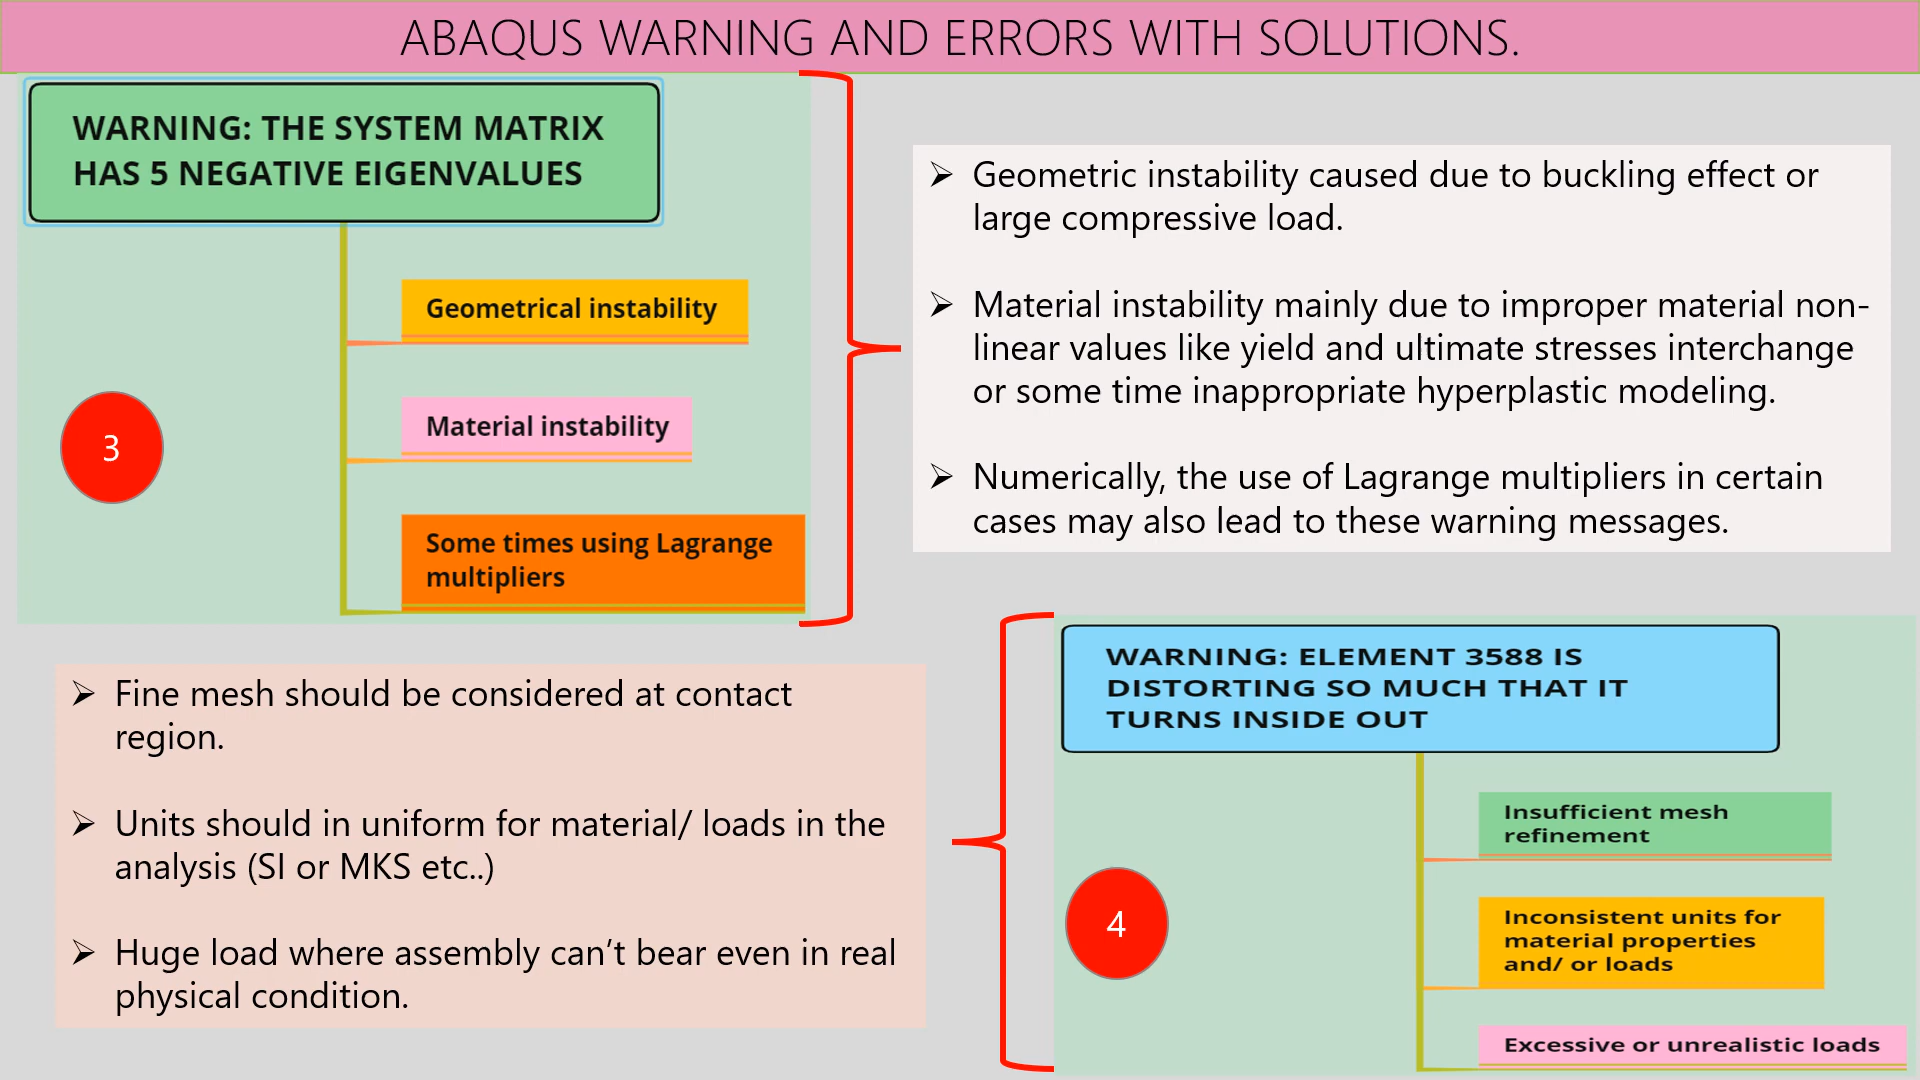 ABAQUS WARNING AND ERRORS WITH SOLUTIONS.
WARNING: THE SYSTEM MATRIX
HAS 5 NEGATIVE EIGENVALUES
Geometrical instability
Material instability
Some times using Lagrange
multipliers
3
➢ Geometric instability caused due to buckling effect or
large compressive load.
➢ Material instability mainly due to improper material non-
linear values like yield and ultimate stresses interchange
or some time inappropriate hyperplastic modeling.
➢ Numerically, the use of Lagrange multipliers in certain
cases may also lead to these warning messages.
➢ Fine mesh should be considered at contact
region.
➢ Units should in uniform for material/ loads in the
analysis (SI or MKS etc..)
➢ Huge load where assembly can’t bear even in real
physical condition.
WARNING: ELEMENT 3588 IS
DISTORTING SO MUCH THAT IT
TURNS INSIDE OUT
Insufficient mesh
refinement
Inconsistent units for
material properties
and/ or loads
Excessive or unrealistic loads
4